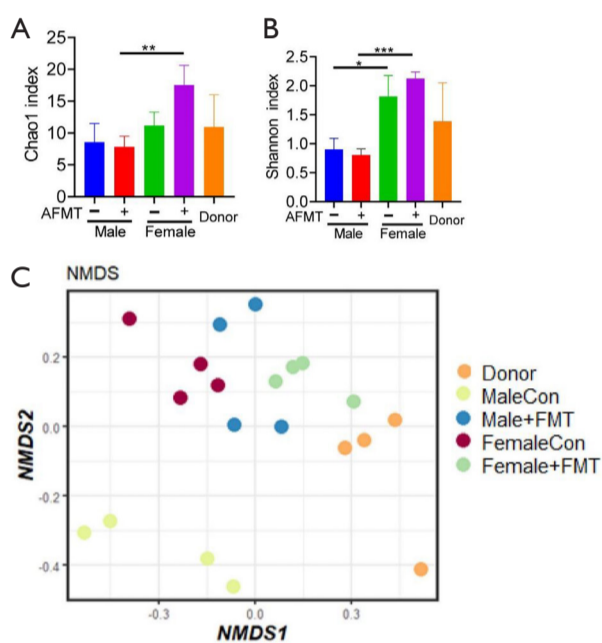 A
Chao1 index
25
20
15
10
5
0
**
AFMT − + − + Donor
Male Female
B
Shannon index
2.5
2.0
1.5
1.0
0.5
0.0
* ***
AFMT − + − + Donor
Male Female
C
NMDS
NMDS2
0.2
0.0
-0.2
-0.4
-0.3 0.0 0.3
NMDS1
Donor
MaleCon
Male+FMT
FemaleCon
Female+FMT